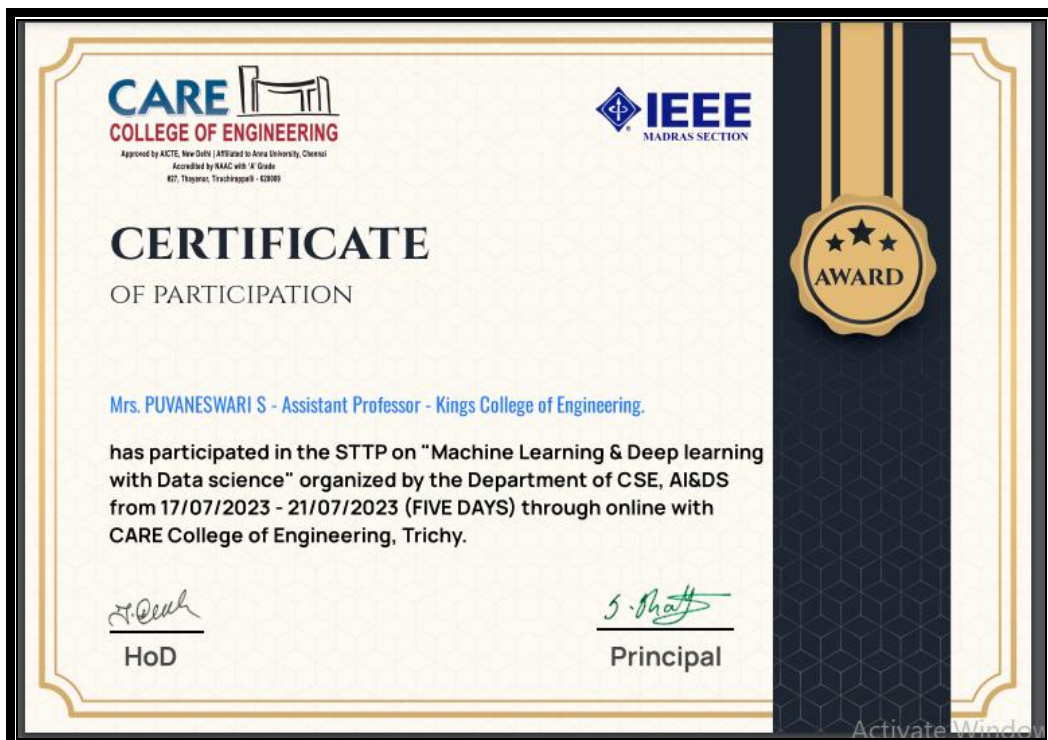 CARE
COLLEGE OF ENGINEERING
Approved by AICTE, New Delhi | Affiliated to Anna University, Chennai
Accredited by NAAC with 'A' Grade
#27, Thayanur, Tiruchirappalli - 620009
IEEE
MADRAS SECTION
CERTIFICATE
OF PARTICIPATION
AWARD
Mrs. PUVANESWARI S - Assistant Professor - Kings College of Engineering.
has participated in the STTP on "Machine Learning & Deep learning
with Data science" organized by the Department of CSE, AI&DS
from 17/07/2023 - 21/07/2023 (FIVE DAYS) through online with
CARE College of Engineering, Trichy.
HoD
Principal
Activate Window